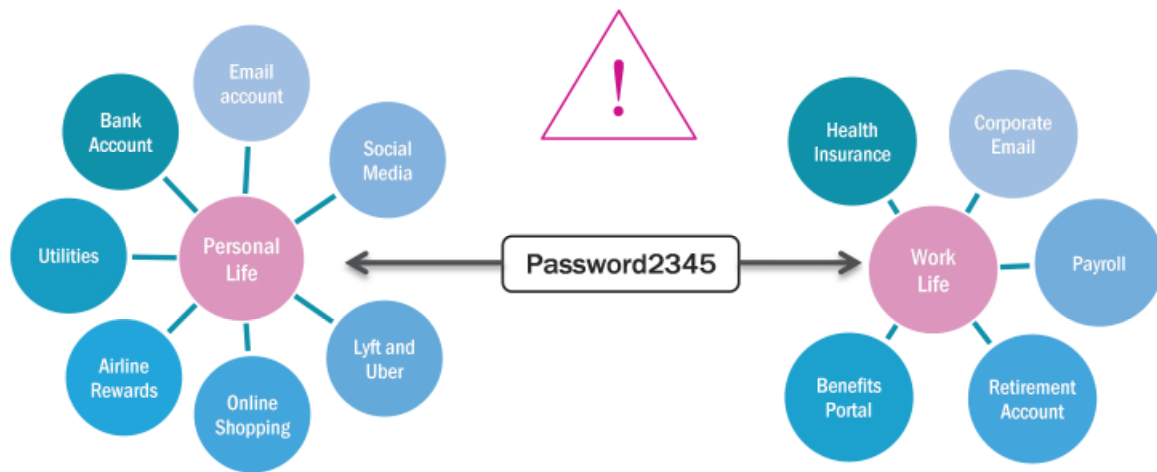 !
Email
account
Bank
Account
Social
Media
Utilities
Personal
Life
Airline
Rewards
Online
Shopping
Lyft and
Uber
Password2345
Health
Insurance
Corporate
Email
Work
Life
Payroll
Benefits
Portal
Retirement
Account